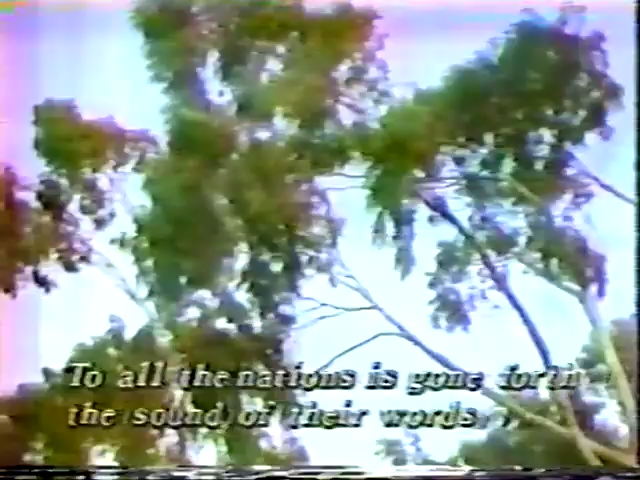 To all the nations is gone forth
the sound of their words